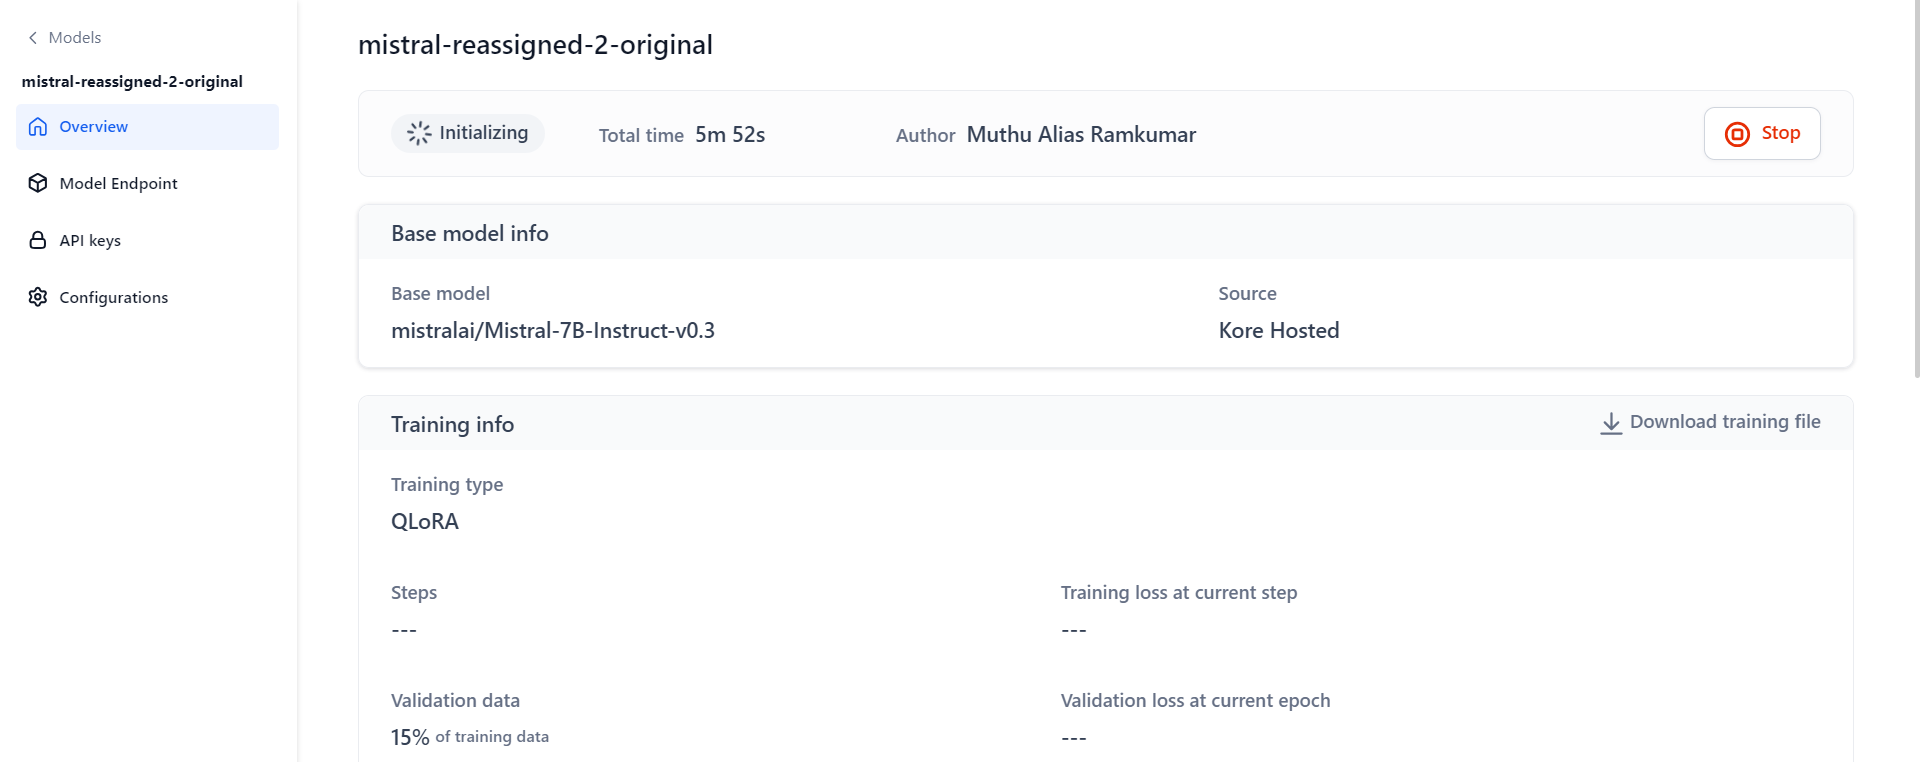 Models
mistral-reassigned-2-original
Overview
Model Endpoint
API keys
Configurations
mistral-reassigned-2-original
Initializing
Total time 5m 52s
Author Muthu Alias Ramkumar
Stop
Base model info
Base model
mistralai/Mistral-7B-Instruct-v0.3
Source
Kore Hosted
Training info
Download training file
Training type
QLoRA
Steps
---
Training loss at current step
---
Validation data
15% of training data
Validation loss at current epoch
---